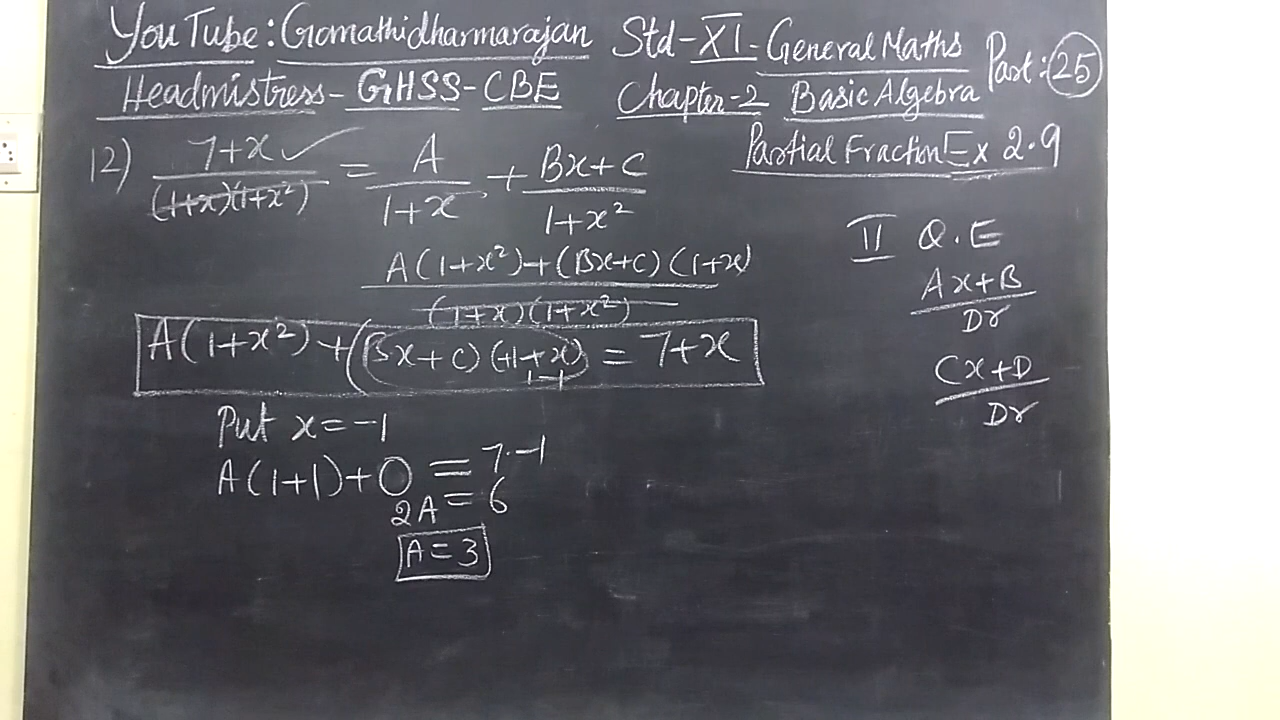 YouTube: Gomathidharmarajan Std-XI-General Maths Part:25
Headmistress-GHSS-CBE Chapter-2 Basic Algebra
Partial Fraction Ex 2.9
12) 7+x / (1+x)(1+x²) = A / 1+x + Bx+C / 1+x²
A(1+x²)+(Bx+C)(1+x) / (1+x)(1+x²)
A(1+x²)+(Bx+C)(+1+x) = 7+x
1-1
Put x=-1
A(1+1)+0 = 7-1
2A = 6
A=3
II Q.E
Ax+B
Dr
Cx+D
Dr